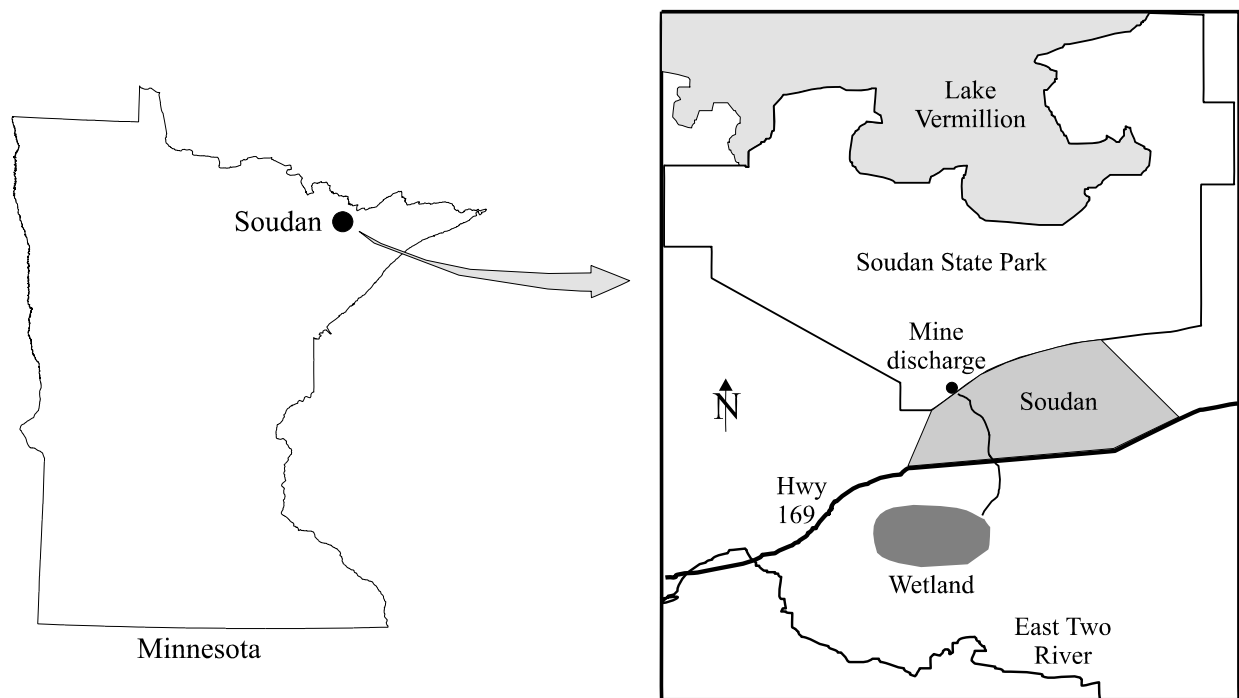 Soudan
Minnesota
Lake
Vermillion
Soudan State Park
Mine
discharge
Soudan
N
Hwy
169
Wetland
East Two
River